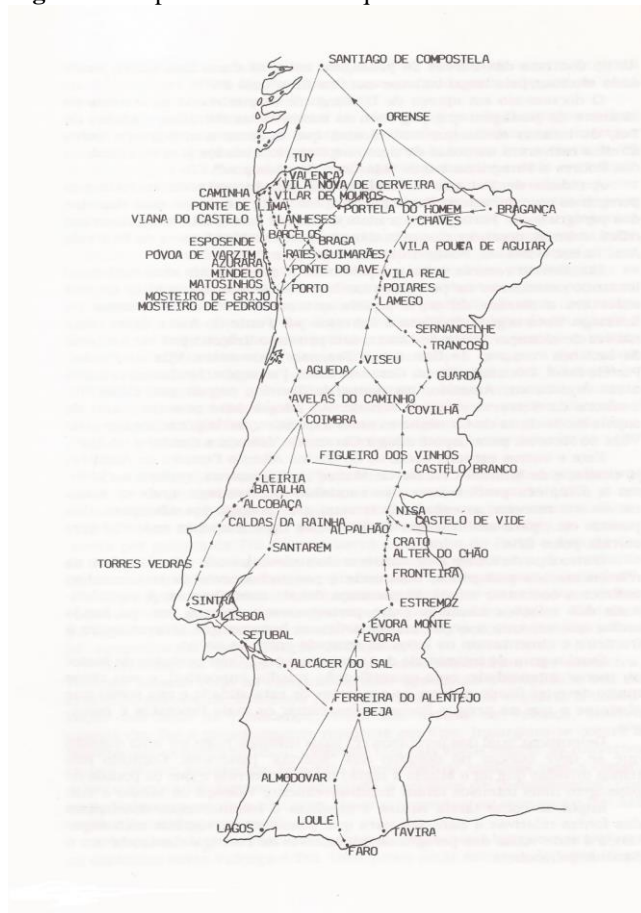 SANTIAGO DE COMPOSTELA
ORENSE
TUY
VALENÇA
VILA NOVA DE CERVEIRA
CAMINHA
VILAR DE MOUROS
PONTE DE LIMA
PORTELA DO HOMEM
BRAGANÇA
VIANA DO CASTELO
LANHESES
CHAVES
BARCELOS
BRAGA
ESPOSENDE
VILA POUCA DE AGUIAR
PÓVOA DE VARZIM
RATES
GUIMARÃES
AZURARA
MINDELO
PONTE DO AVE
VILA REAL
MATOSINHOS
PORTO
POIARES
MOSTEIRO DE GRIJO
LAMEGO
MOSTEIRO DE PEDROSO
SERNANCELHE
TRANCOSO
VISEU
AGUEDA
GUARDA
AVELAS DO CAMINHO
COVILHÃ
COIMBRA
FIGUEIRÓ DOS VINHOS
CASTELO BRANCO
LEIRIA
BATALHA
ALCOBAÇA
NISA
CASTELO DE VIDE
CALDAS DA RAINHA
ALPALHÃO
CRATO
SANTARÉM
ALTER DO CHÃO
TORRES VEDRAS
FRONTEIRA
SINTRA
ESTREMOZ
LISBOA
ÉVORA MONTE
SETUBAL
ÉVORA
ALCÁCER DO SAL
FERREIRA DO ALENTEJO
BEJA
ALMODOVAR
LAGOS
LOULÉ
TAVIRA
FARO